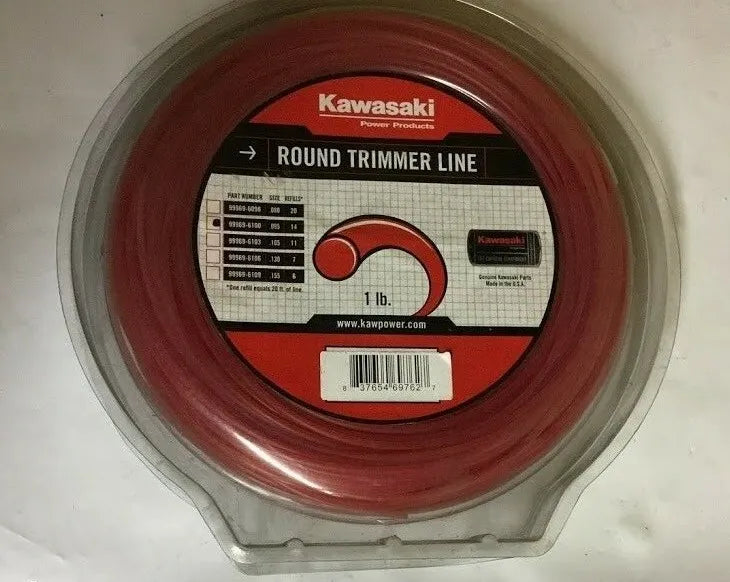 Kawasaki
Power Products
→ ROUND TRIMMER LINE
PART NUMBER SIZE REFILLS*
99969-6098 .080 20
99969-6100 .095 14
99969-6103 .105 11
99969-6106 .130 7
99969-6109 .155 6
*One refill equals 20 ft. of line.
Kawasaki
Genuine Kawasaki Parts
Made in the U.S.A.
1 lb.
www.kawpower.com
8 37654 69762 7